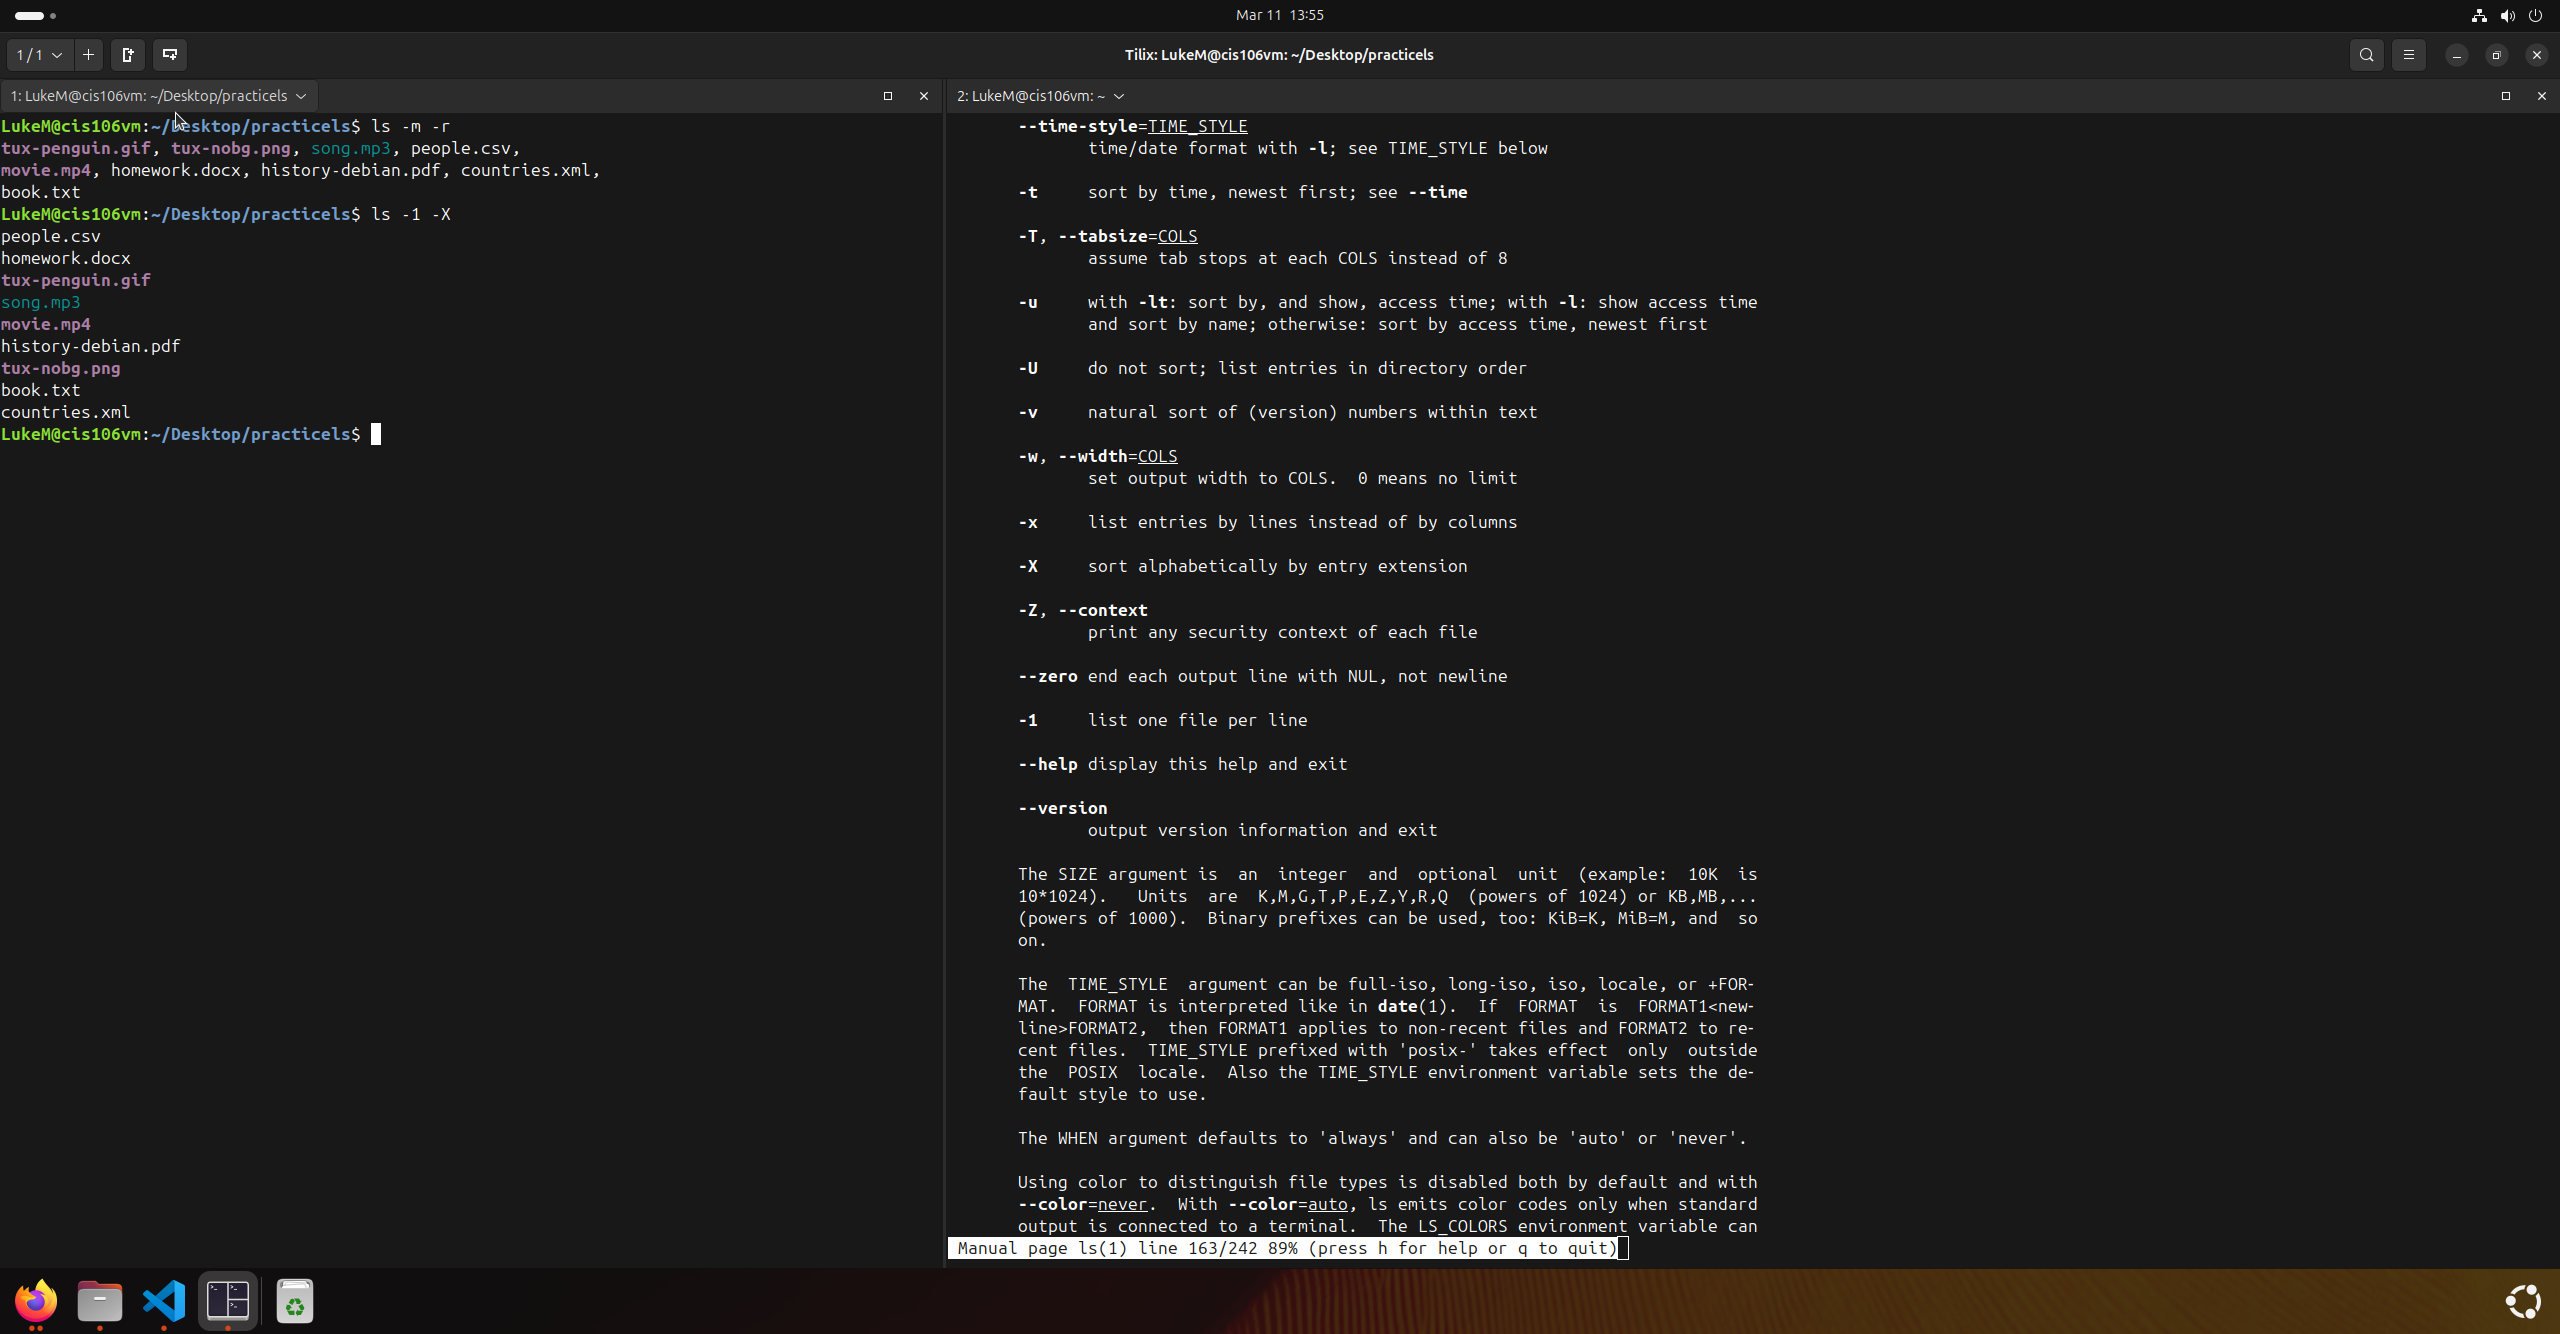 Mar 11 13:55
1 / 1
Tilix: LukeM@cis106vm: ~/Desktop/practicels
1: LukeM@cis106vm: ~/Desktop/practicels
LukeM@cis106vm:~/Desktop/practicels$ ls -m -r
tux-penguin.gif, tux-nobg.png, song.mp3, people.csv,
movie.mp4, homework.docx, history-debian.pdf, countries.xml,
book.txt
LukeM@cis106vm:~/Desktop/practicels$ ls -1 -X
people.csv
homework.docx
tux-penguin.gif
song.mp3
movie.mp4
history-debian.pdf
tux-nobg.png
book.txt
countries.xml
LukeM@cis106vm:~/Desktop/practicels$
2: LukeM@cis106vm: ~
--time-style=TIME_STYLE
time/date format with -l; see TIME_STYLE below
-t     sort by time, newest first; see --time
-T, --tabsize=COLS
assume tab stops at each COLS instead of 8
-u     with -lt: sort by, and show, access time; with -l: show access time
and sort by name; otherwise: sort by access time, newest first
-U     do not sort; list entries in directory order
-v     natural sort of (version) numbers within text
-w, --width=COLS
set output width to COLS.  0 means no limit
-x     list entries by lines instead of by columns
-X     sort alphabetically by entry extension
-Z, --context
print any security context of each file
--zero end each output line with NUL, not newline
-1     list one file per line
--help display this help and exit
--version
output version information and exit
The SIZE argument is  an  integer  and  optional  unit  (example:  10K  is
10*1024).   Units  are  K,M,G,T,P,E,Z,Y,R,Q  (powers of 1024) or KB,MB,...
(powers of 1000).  Binary prefixes can be used, too: KiB=K, MiB=M, and  so
on.
The  TIME_STYLE  argument can be full-iso, long-iso, iso, locale, or +FOR-
MAT.  FORMAT is interpreted like in date(1).  If  FORMAT  is  FORMAT1<new-
line>FORMAT2,  then FORMAT1 applies to non-recent files and FORMAT2 to re-
cent files.  TIME_STYLE prefixed with 'posix-' takes effect  only  outside
the  POSIX  locale.  Also the TIME_STYLE environment variable sets the de-
fault style to use.
The WHEN argument defaults to 'always' and can also be 'auto' or 'never'.
Using color to distinguish file types is disabled both by default and with
--color=never.  With --color=auto, ls emits color codes only when standard
output is connected to a terminal.  The LS_COLORS environment variable can
Manual page ls(1) line 163/242 89% (press h for help or q to quit)